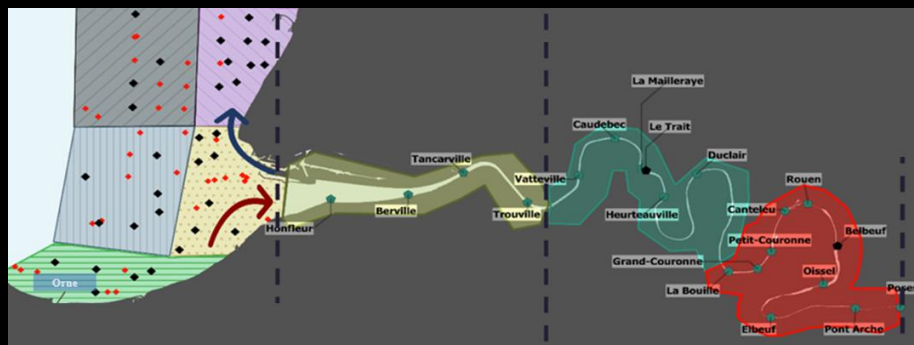 La Mailleraye
Caudebec
Le Trait
Duclair
Tancarville
Vatteville
Rouen
Canteleu
Heurteauville
Berville
Trouville
Honfleur
Petit-Couronne
Belbeuf
Grand-Couronne
Oissel
Orne
La Bouille
Poses
Elbeuf
Pont Arche